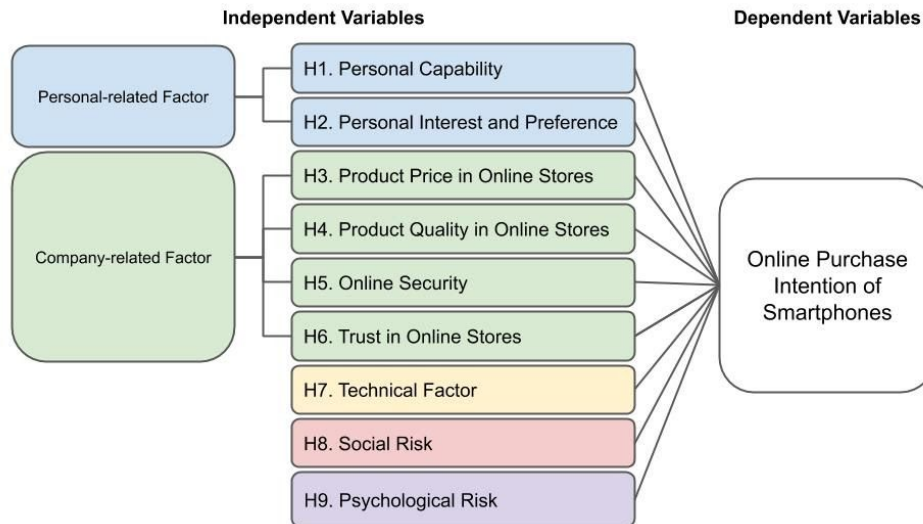 Independent Variables
Dependent Variables
Personal-related Factor
H1. Personal Capability
H2. Personal Interest and Preference
Company-related Factor
H3. Product Price in Online Stores
H4. Product Quality in Online Stores
H5. Online Security
H6. Trust in Online Stores
H7. Technical Factor
H8. Social Risk
H9. Psychological Risk
Online Purchase
Intention of
Smartphones